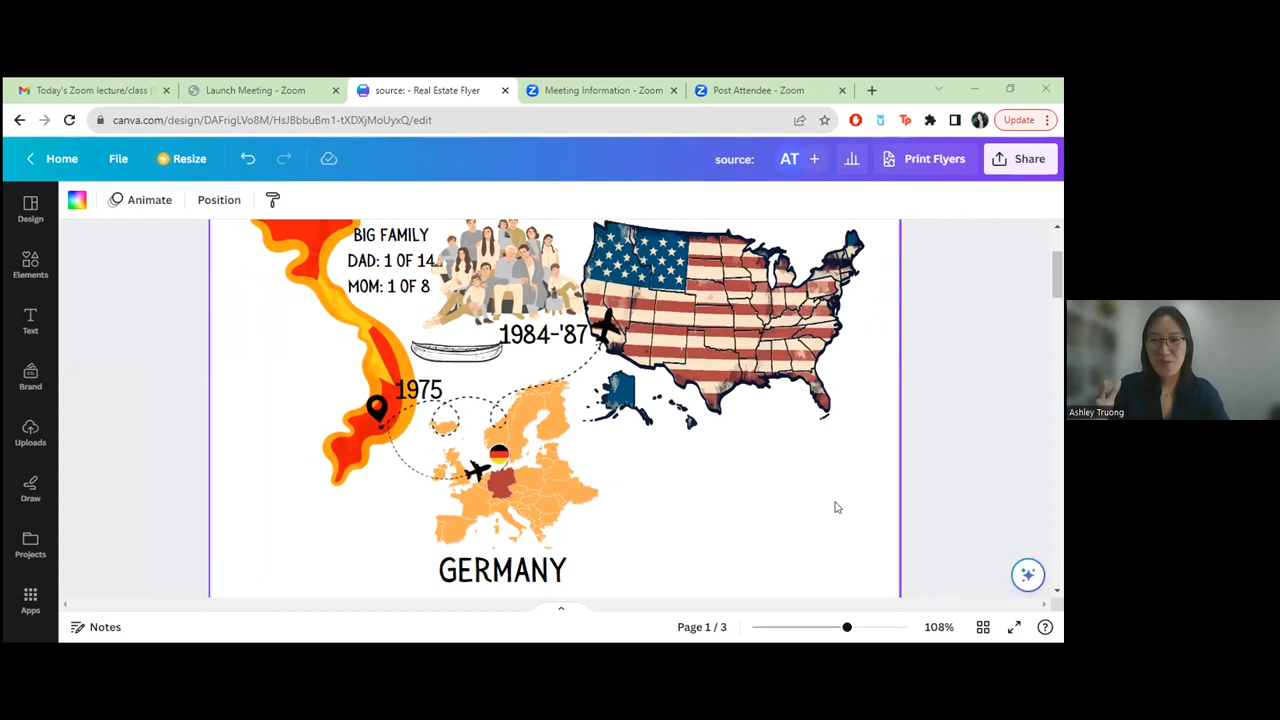 Today's Zoom lecture/class (
Launch Meeting - Zoom
source: - Real Estate Flyer
Meeting Information - Zoom
Post Attendee - Zoom
canva.com/design/DAFrigLVo8M/HsJBbbuBm1-tXDXjMoUyxQ/edit
Update
Home
File
Resize
source:
AT
Print Flyers
Share
Animate
Position
Design
Elements
Text
Brand
Uploads
Draw
Projects
Apps
BIG FAMILY
DAD: 1 OF 14
MOM: 1 OF 8
1984-'87
1975
GERMANY
Ashley Truong
Notes
Page 1 / 3
108%